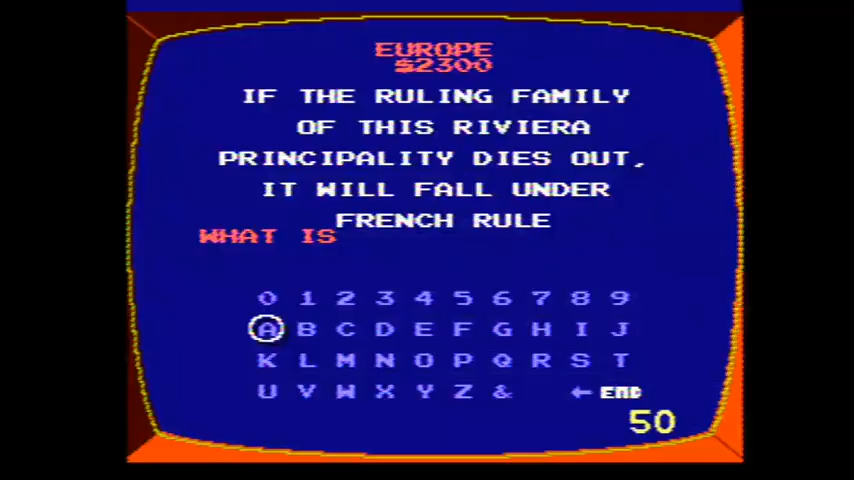 EUROPE
$2300
IF THE RULING FAMILY
OF THIS RIVIERA
PRINCIPALITY DIES OUT,
IT WILL FALL UNDER
FRENCH RULE
WHAT IS
0 1 2 3 4 5 6 7 8 9
A B C D E F G H I J
K L M N O P Q R S T
U V W X Y Z & ← END
50